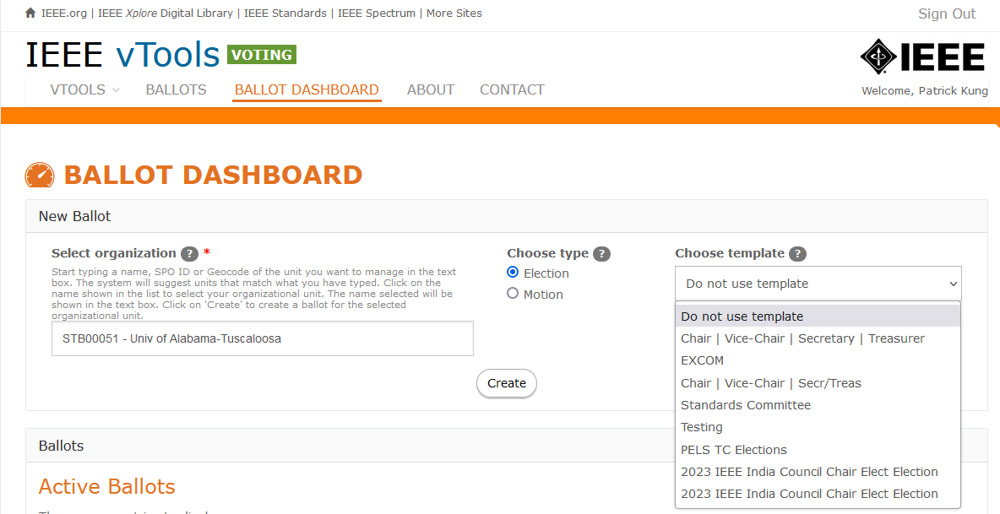 IEEE.org | IEEE Xplore Digital Library | IEEE Standards | IEEE Spectrum | More Sites
Sign Out
IEEE vTools VOTING
IEEE
VTOOLS BALLOTS BALLOT DASHBOARD ABOUT CONTACT
Welcome, Patrick Kung
BALLOT DASHBOARD
New Ballot
Select organization ? *
Start typing a name, SPO ID or Geocode of the unit you want to manage in the text
box. The system will suggest units that match what you have typed. Click on the
name shown in the list to select your organizational unit. The name selected will be
shown in the text box. Click on 'Create' to create a ballot for the selected
organizational unit.
STB00051 - Univ of Alabama-Tuscaloosa
Choose type ?
Election
Motion
Choose template ?
Do not use template
Do not use template
Chair | Vice-Chair | Secretary | Treasurer
EXCOM
Chair | Vice-Chair | Secr/Treas
Standards Committee
Testing
PELS TC Elections
2023 IEEE India Council Chair Elect Election
2023 IEEE India Council Chair Elect Election
Create
Ballots
Active Ballots